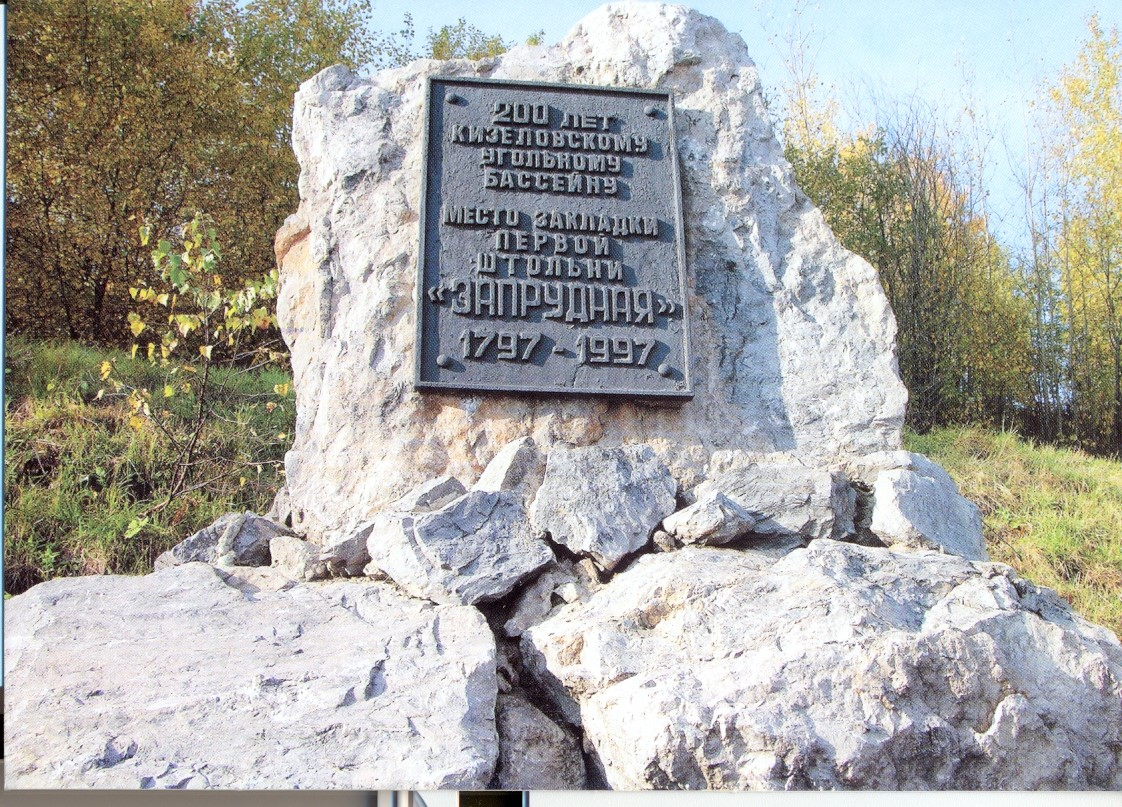 200 ЛЕТ
КИЗЕЛОВСКОМУ
УГОЛЬНОМУ
БАССЕЙНУ
МЕСТО ЗАКЛАДКИ
ПЕРВОЙ
ШТОЛЬНИ
«ЗАПРУДНАЯ»
1797 - 1997